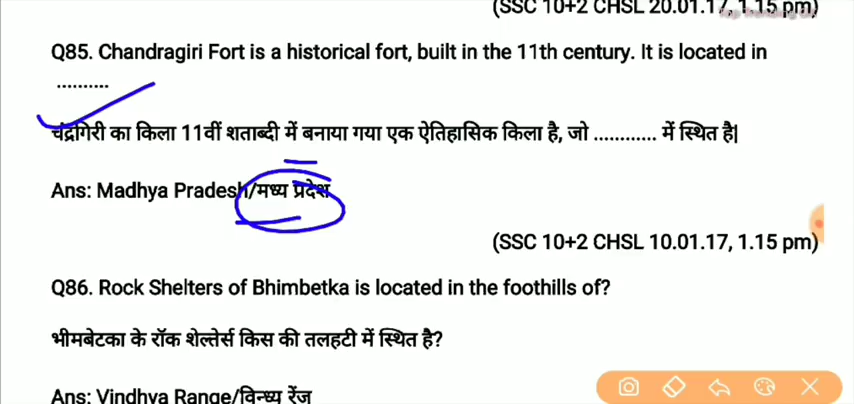 (SSC 10+2 CHSL 20.01.17, 1.15 pm)
Q85. Chandragiri Fort is a historical fort, built in the 11th century. It is located in
..........
चंद्रगिरी का किला 11वीं शताब्दी में बनाया गया एक ऐतिहासिक किला है, जो ............ में स्थित है|
Ans: Madhya Pradesh/मध्य प्रदेश
(SSC 10+2 CHSL 10.01.17, 1.15 pm)
Q86. Rock Shelters of Bhimbetka is located in the foothills of?
भीमबेटका के रॉक शेल्तेर्स किस की तलहटी में स्थित है?
Ans: Vindhya Range/विन्ध्य रेंज